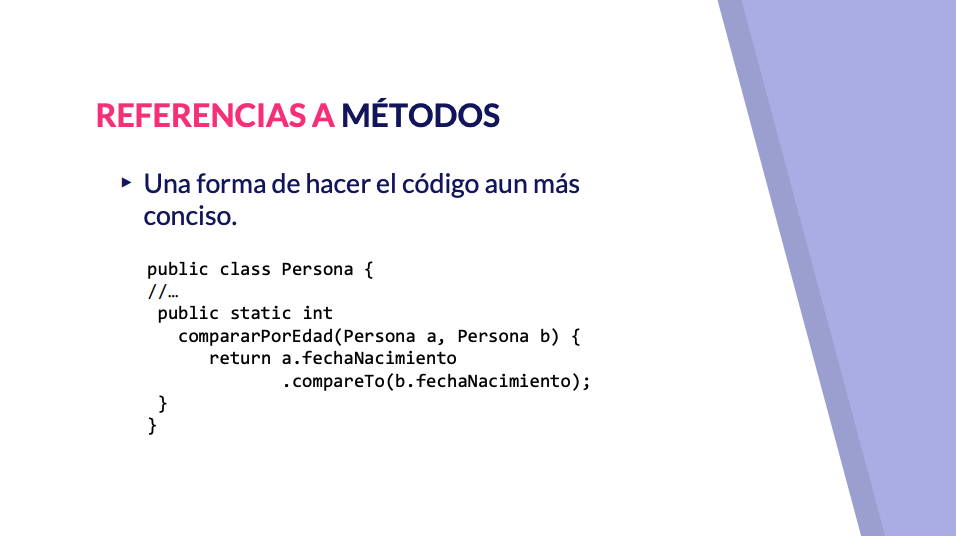 REFERENCIAS A MÉTODOS
▸ Una forma de hacer el código aun más
conciso.
public class Persona {
//…
 public static int
   compararPorEdad(Persona a, Persona b) {
      return a.fechaNacimiento
             .compareTo(b.fechaNacimiento);
 }
}